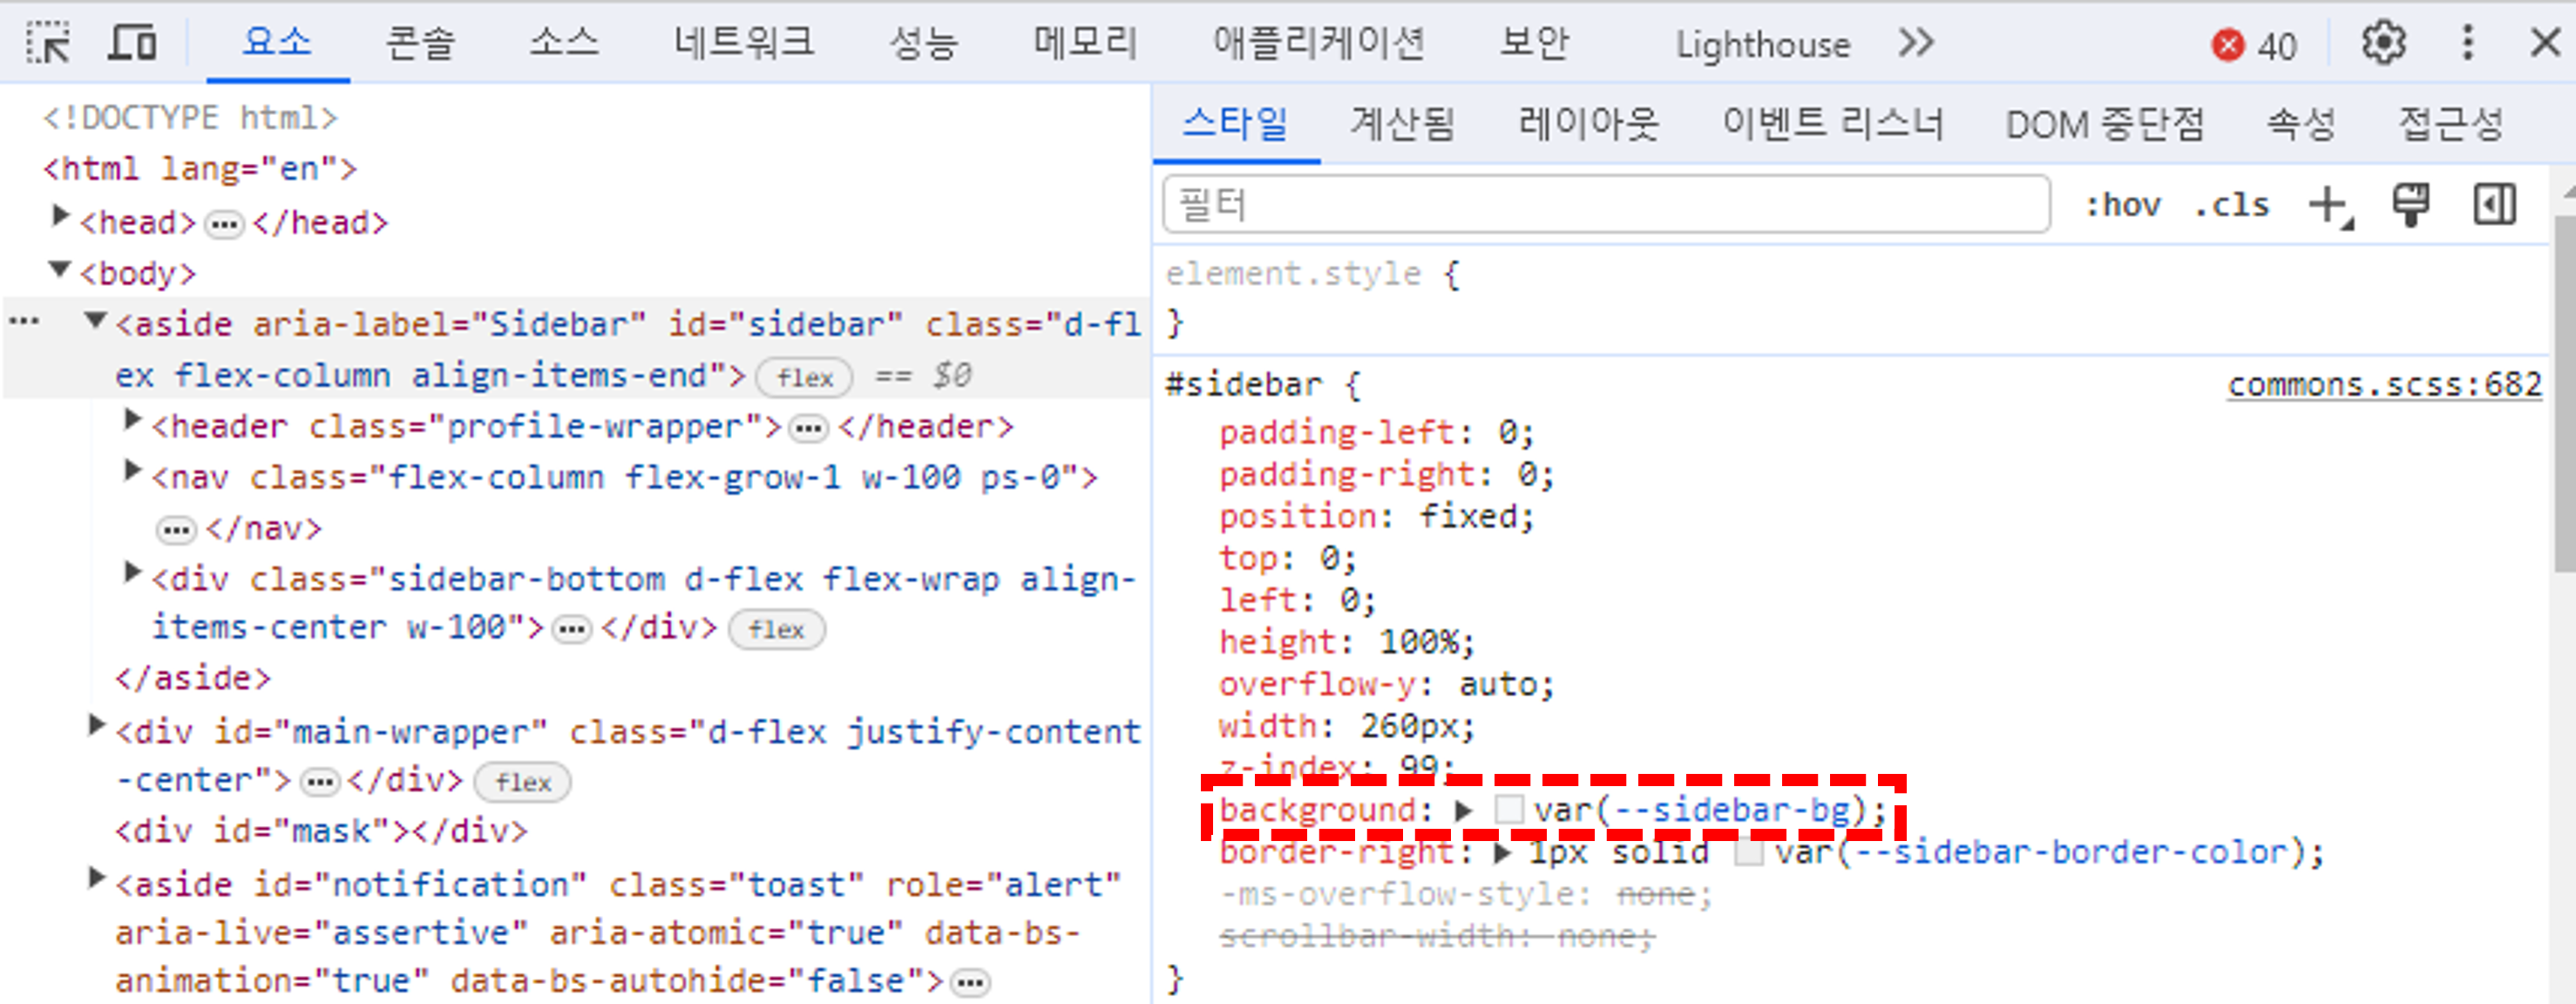 요소 콘솔 소스 네트워크 성능 메모리 애플리케이션 보안 Lighthouse 40
<!DOCTYPE html>
<html lang="en">
<head> </head>
<body>
<aside aria-label="Sidebar" id="sidebar" class="d-fl
ex flex-column align-items-end"> flex == $0
<header class="profile-wrapper"> </header>
<nav class="flex-column flex-grow-1 w-100 ps-0">
</nav>
<div class="sidebar-bottom d-flex flex-wrap align-
items-center w-100"> </div> flex
</aside>
<div id="main-wrapper" class="d-flex justify-content
-center"> </div> flex
<div id="mask"></div>
<aside id="notification" class="toast" role="alert"
aria-live="assertive" aria-atomic="true" data-bs-
animation="true" data-bs-autohide="false">
스타일 계산됨 레이아웃 이벤트 리스너 DOM 중단점 속성 접근성
필터 :hov .cls
element.style {
}
#sidebar { commons.scss:682
padding-left: 0;
padding-right: 0;
position: fixed;
top: 0;
left: 0;
height: 100%;
overflow-y: auto;
width: 260px;
z-index: 99;
background: var(--sidebar-bg);
border-right: 1px solid var(--sidebar-border-color);
-ms-overflow-style: none;
scrollbar-width: none;
}